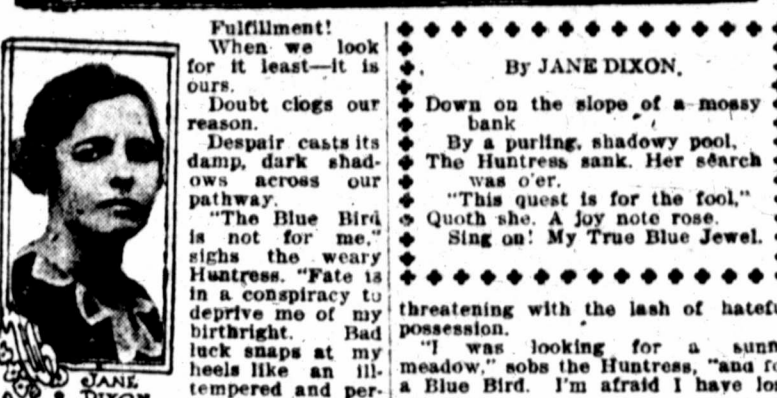 Fulfillment!
When we look
for it least—it is
ours.
Doubt clogs our
reason.
Despair casts its
damp, dark shad-
ows across our
pathway.
"The Blue Bird
is not for me,"
sighs the weary
Huntress. "Fate is
in a conspiracy to
deprive me of my
birthright. Bad
luck snaps at my
heels like an ill-
tempered and per-
JANE
DIXON
By JANE DIXON.
Down on the slope of a mossy
bank
By a purling, shadowy pool,
The Huntress sank. Her search
was o'er.
"This quest is for the fool,"
Quoth she. A joy note rose.
Sing on! My True Blue Jewel.
threatening with the lash of
possession.
"I was looking for a
meadow," sobs the Huntress, "and
a Blue Bird. I'm afraid I have